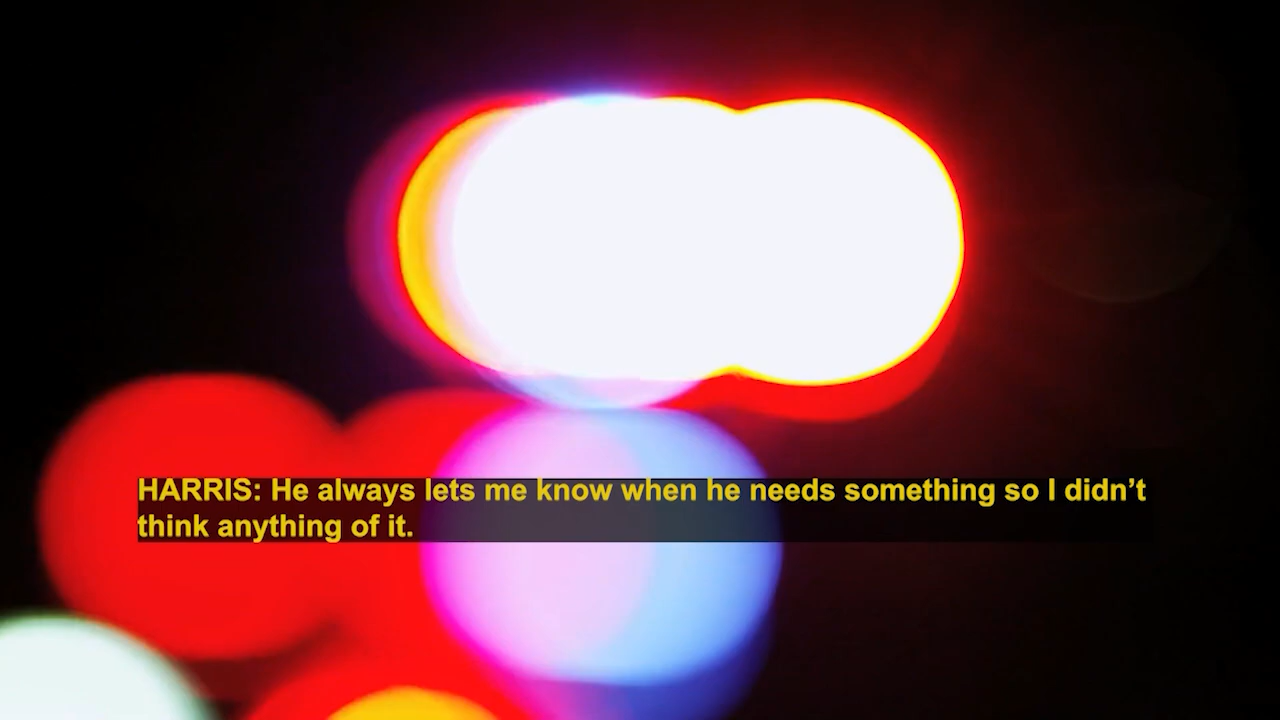 HARRIS: He always lets me know when he needs something so I didn’t
think anything of it.